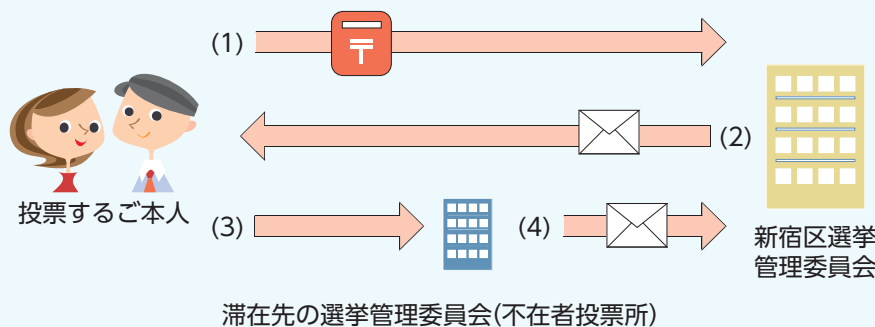 (1)
〒
(2)
投票するご本人
(3)
(4)
新宿区選挙
管理委員会
滞在先の選挙管理委員会(不在者投票所)